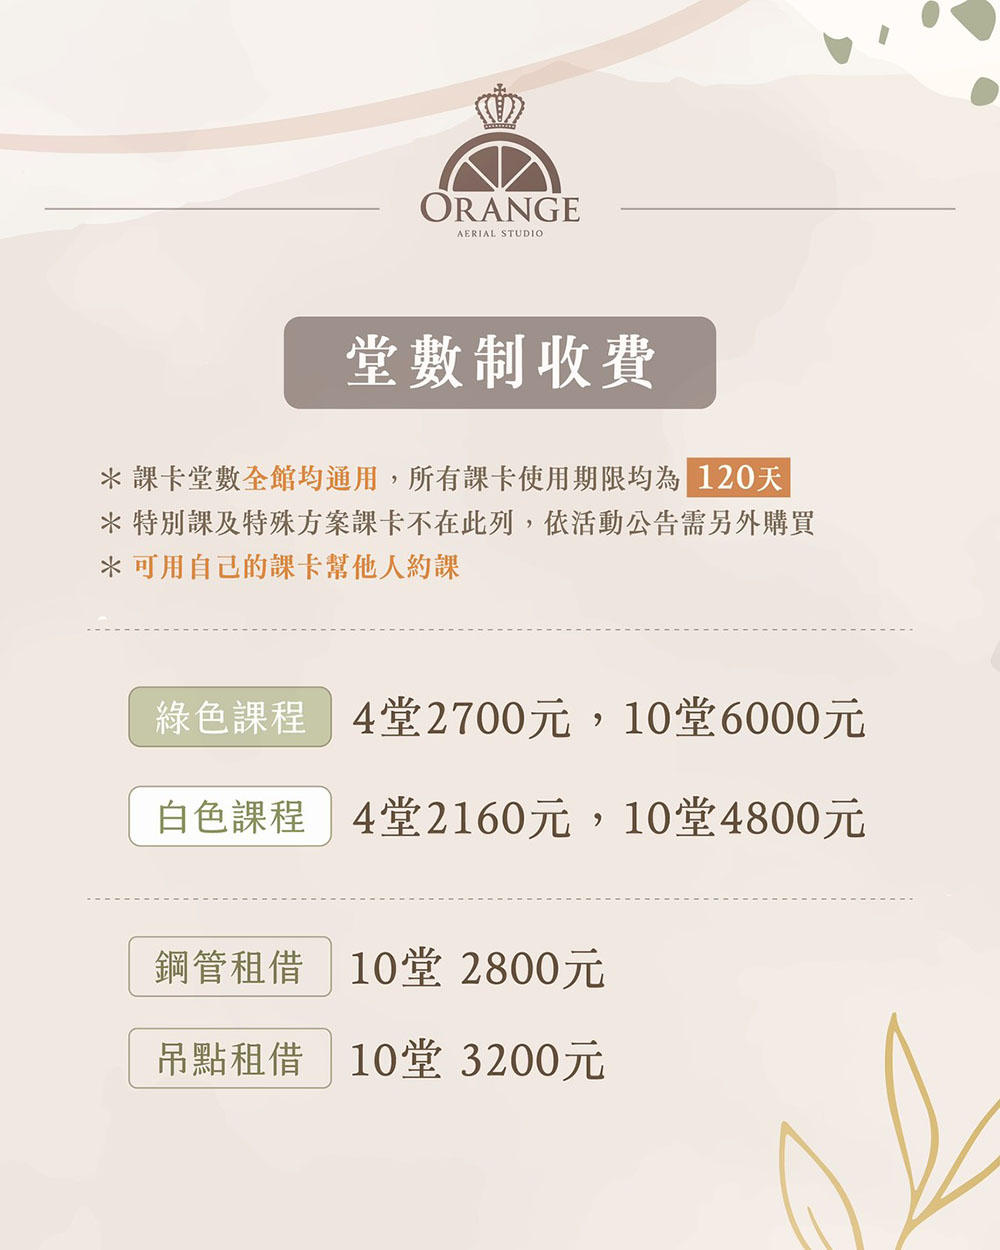 ORANGE
AERIAL STUDIO
堂數制收費
＊ 課卡堂數全館均通用，所有課卡使用期限均為 120天
＊ 特別課及特殊方案課卡不在此列，依活動公告需另外購買
＊ 可用自己的課卡幫他人約課
綠色課程 4堂2700元，10堂6000元
白色課程 4堂2160元，10堂4800元
鋼管租借 10堂 2800元
吊點租借 10堂 3200元